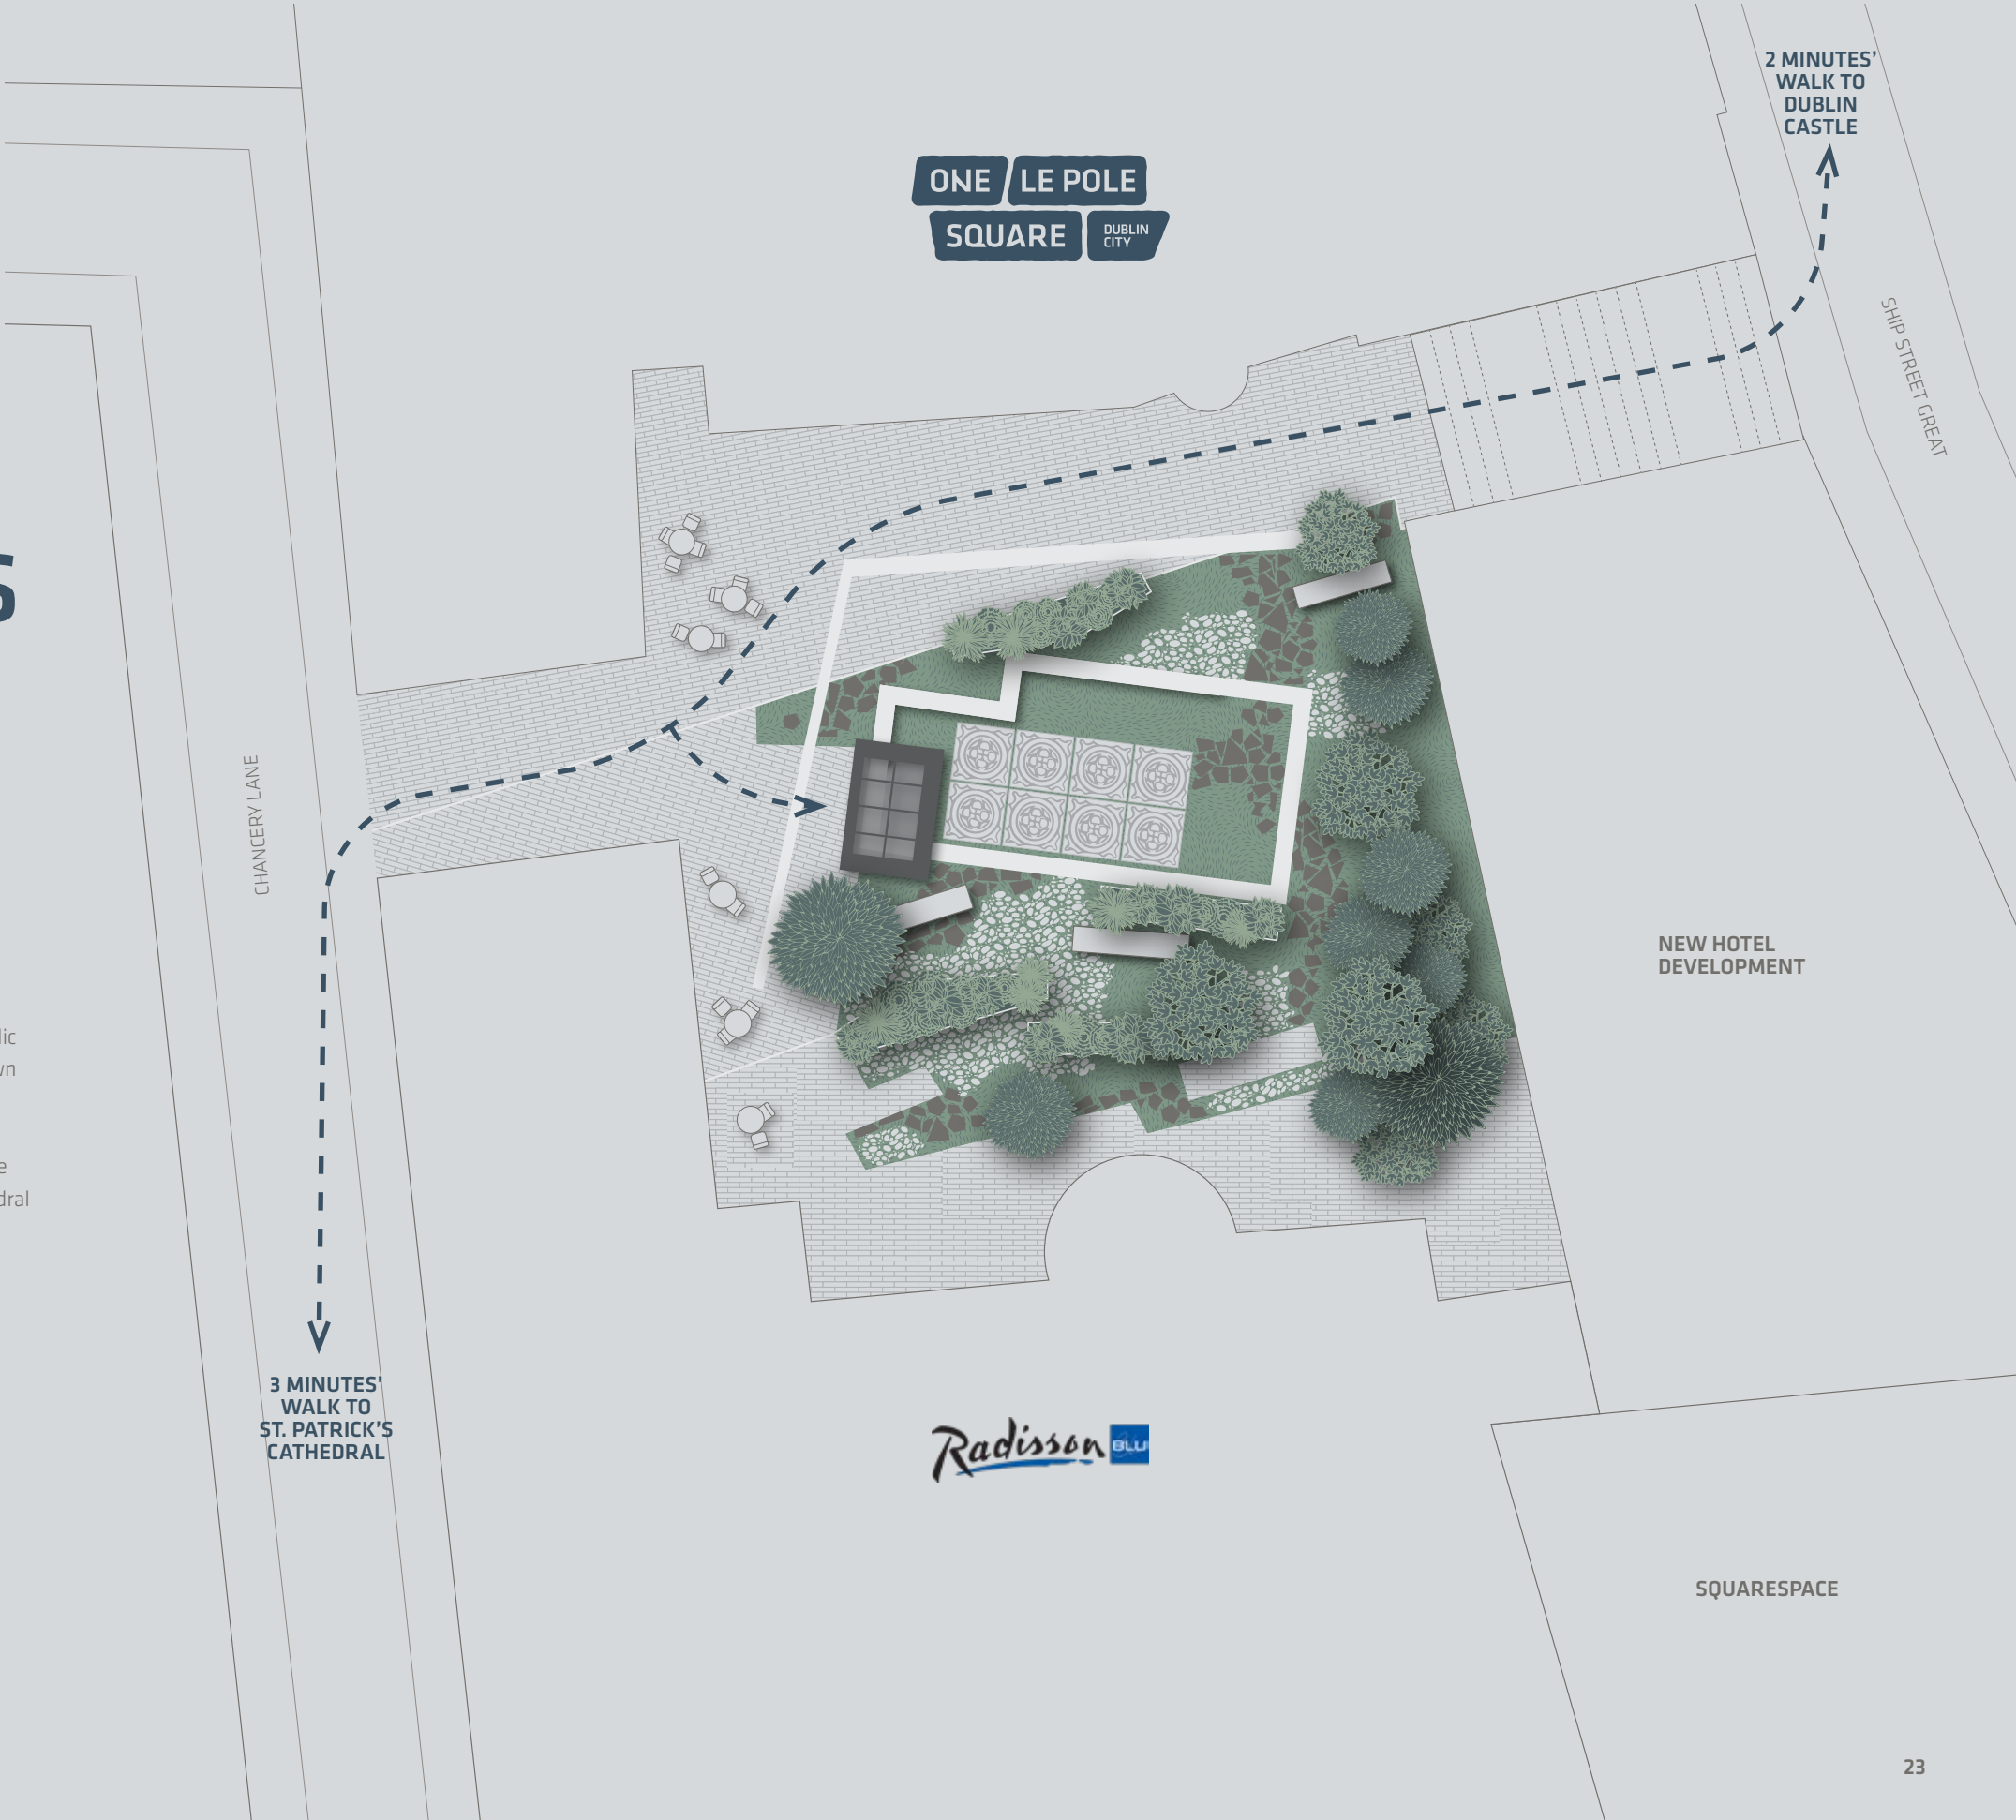 2 MINUTES'
WALK TO
DUBLIN
CASTLE
ONE LE POLE
SQUARE DUBLIN
CITY
SHIP STREET GREAT
CHANCERY LANE
NEW HOTEL
DEVELOPMENT
3 MINUTES'
WALK TO
ST. PATRICK'S
CATHEDRAL
Radisson BLU
SQUARESPACE
23